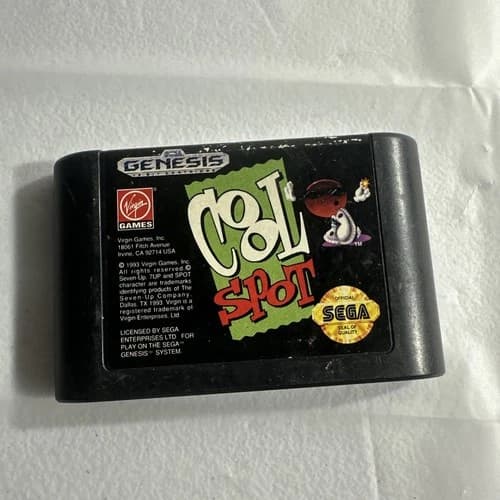 GENESIS
Virgin
GAMES
Virgin Games, Inc.
18061 Fitch Avenue
Irvine, CA 92714 USA
© 1993 Virgin Games, Inc.
All rights reserved ©
Seven Up. 7UP and SPOT
character are trademarks
identifying products of The
Seven Up Company,
Dallas, TX 1993. Virgin is a
registered trademark of
Virgin Enterprises, Ltd.
LICENSED BY SEGA
ENTERPRISES LTD. FOR
PLAY ON THE SEGA
GENESIS™ SYSTEM.
COOL
SPOT
TM
OFFICIAL
SEGA
SEAL OF
QUALITY